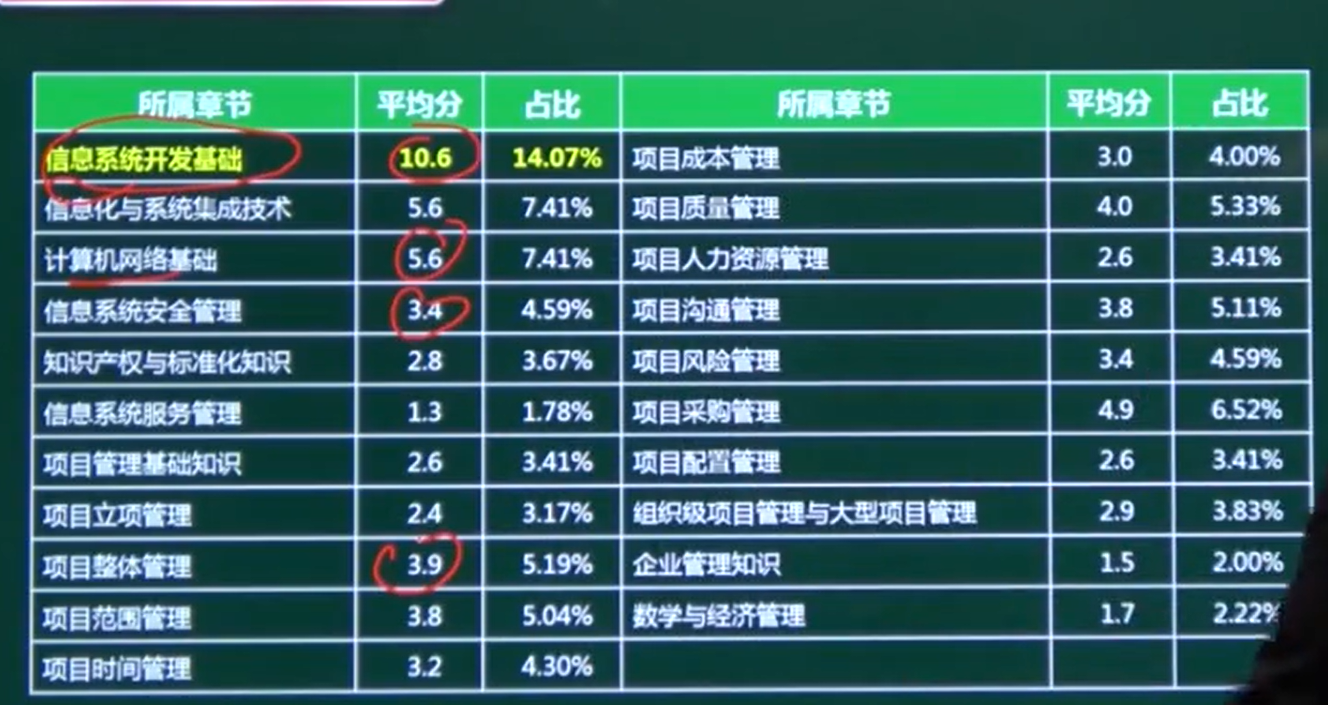 所属章节 平均分 占比 所属章节 平均分 占比
信息系统开发基础 10.6 14.07% 项目成本管理 3.0 4.00%
信息化与系统集成技术 5.6 7.41% 项目质量管理 4.0 5.33%
计算机网络基础 5.6 7.41% 项目人力资源管理 2.6 3.41%
信息系统安全管理 3.4 4.59% 项目沟通管理 3.8 5.11%
知识产权与标准化知识 2.8 3.67% 项目风险管理 3.4 4.59%
信息系统服务管理 1.3 1.78% 项目采购管理 4.9 6.52%
项目管理基础知识 2.6 3.41% 项目配置管理 2.6 3.41%
项目立项管理 2.4 3.17% 组织级项目管理与大型项目管理 2.9 3.83%
项目整体管理 3.9 5.19% 企业管理知识 1.5 2.00%
项目范围管理 3.8 5.04% 数学与经济管理 1.7 2.22%
项目时间管理 3.2 4.30%